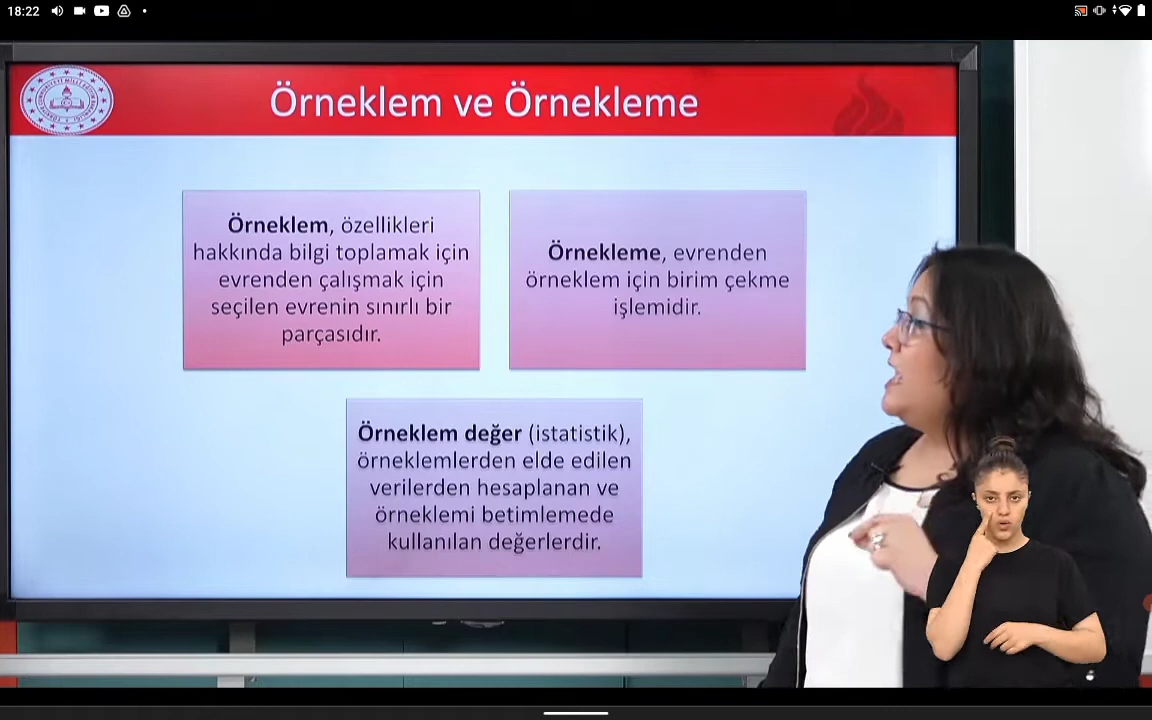 18:22
Örneklem ve Örnekleme
Örneklem, özellikleri
hakkında bilgi toplamak için
evrenden çalışmak için
seçilen evrenin sınırlı bir
parçasıdır.
Örnekleme, evrenden
örneklem için birim çekme
işlemidir.
Örneklem değer (istatistik),
örneklemlerden elde edilen
verilerden hesaplanan ve
örneklemi betimlemede
kullanılan değerlerdir.